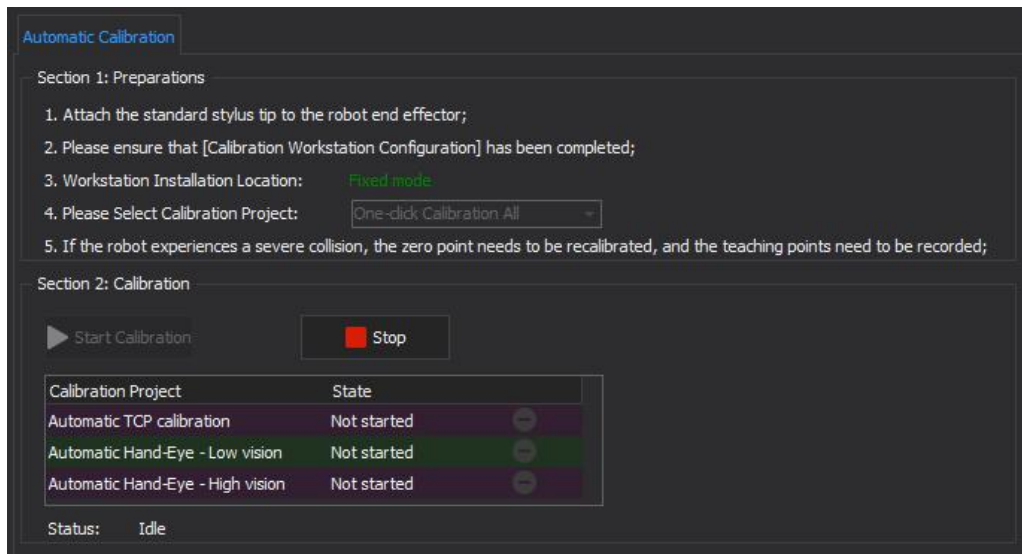 Automatic Calibration
Section 1: Preparations
1. Attach the standard stylus tip to the robot end effector;
2. Please ensure that [Calibration Workstation Configuration] has been completed;
3. Workstation Installation Location: Fixed mode
4. Please Select Calibration Project: One-click Calibration All
5. If the robot experiences a severe collision, the zero point needs to be recalibrated, and the teaching points need to be recorded;
Section 2: Calibration
Start Calibration Stop
Calibration Project State
Automatic TCP calibration Not started
Automatic Hand-Eye - Low vision Not started
Automatic Hand-Eye - High vision Not started
Status: Idle